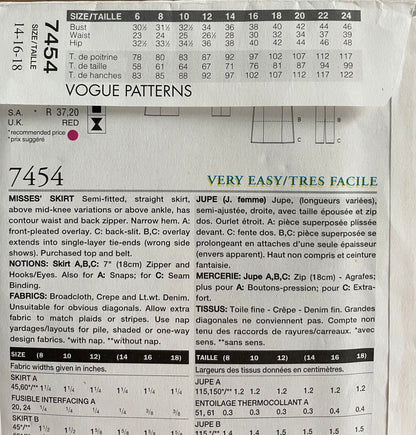 7454
SIZE/TAILLE
14-16-18
SIZE/TAILLE 6 8 10 12 14 16 18 20 22 24
Bust 30½ 31½ 32½ 34 36 38 40 42 44 46
Waist 23 24 25 26½ 28 30 32 34 37 39
Hip 32½ 33½ 34½ 36 38 40 42 44 46 48
T. de poitrine 78 80 83 87 92 97 102 107 112 117
T. de taille 58 61 64 67 71 76 81 87 94 99
T. de hanches 83 85 88 92 97 102 107 112 117 122
VOGUE PATTERNS
S.A. R 37,20
U.K. RED
*recommended price
*prix suggéré
B
C
B
C
7454
VERY EASY/TRES FACILE
MISSES' SKIRT Semi-fitted, straight skirt,
above mid-knee variations or above ankle, has
contour waist and back zipper. Narrow hem. A:
front-pleated overlay. C: back-slit. B,C: overlay
extends into single-layer tie-ends (wrong side
shows). Purchased top and belt.
NOTIONS: Skirt A,B,C: 7" (18cm) Zipper and
Hooks/Eyes. Also for A: Snaps; for C: Seam
Binding.
FABRICS: Broadcloth, Crepe and Lt.wt. Denim.
Unsuitable for obvious diagonals. Allow extra
fabric to match plaids or stripes. Use nap
yardages/layouts for pile, shaded or one-way
design fabrics. *with nap. **without nap.
JUPE (J. femme) Jupe, (longueurs variées),
semi-ajustée, droite, avec taille épousée et zip
dos. Ourlet étroit. A: pièce superposée plissée
devant. C: fente dos. B,C: pièce superposée se
prolongeant en attaches d'une seule épaisseur
(envers apparent). Haut non compris et ceinture
fantaisie.
MERCERIE: Jupe A,B,C: Zip (18cm) - Agrafes;
plus pour A: Boutons-pression; pour C: Extra-
fort.
TISSUS: Toile fine - Crêpe - Denim fin. Grandes
diagonales ne conviennent pas. Compte non
tenu des raccords de rayures/carreaux. *avec
sens. **sans sens.
SIZE (8 10 12) (14 16 18)
Fabric widths given in inches.
SKIRT A
45,60*/** 1¼ 1¼ 1¼ 1¼ 1¼ 1¼
FUSIBLE INTERFACING A
20, 24 ¼ ¼ ¼ ¼ ⅜ ⅜
SKIRT B
TAILLE (8 10 12) (14 16 18)
Largeurs des tissus données en centimètres.
JUPE A
115,150*/** 1.2 1.2 1.2 1.2 1.2 1.2
ENTOILAGE THERMOCOLLANT A
51, 61 0.3 0.3 0.3 0.3 0.4 0.4
JUPE B